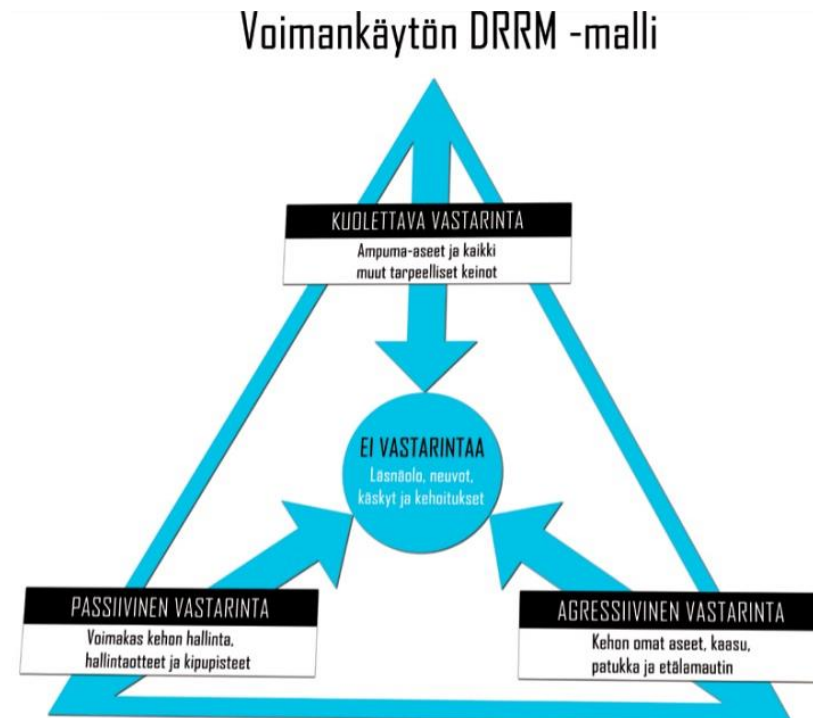 Voimankäytön DRRM -malli
KUOLETTAVA VASTARINTA
Ampuma-aseet ja kaikki
muut tarpeelliset keinot
EI VASTARINTAA
Läsnäolo, neuvot,
käskyt ja kehoitukset
PASSIIVINEN VASTARINTA
Voimakas kehon hallinta,
hallintaotteet ja kipupisteet
AGRESSIIVINEN VASTARINTA
Kehon omat aseet, kaasu,
patukka ja etälamautin